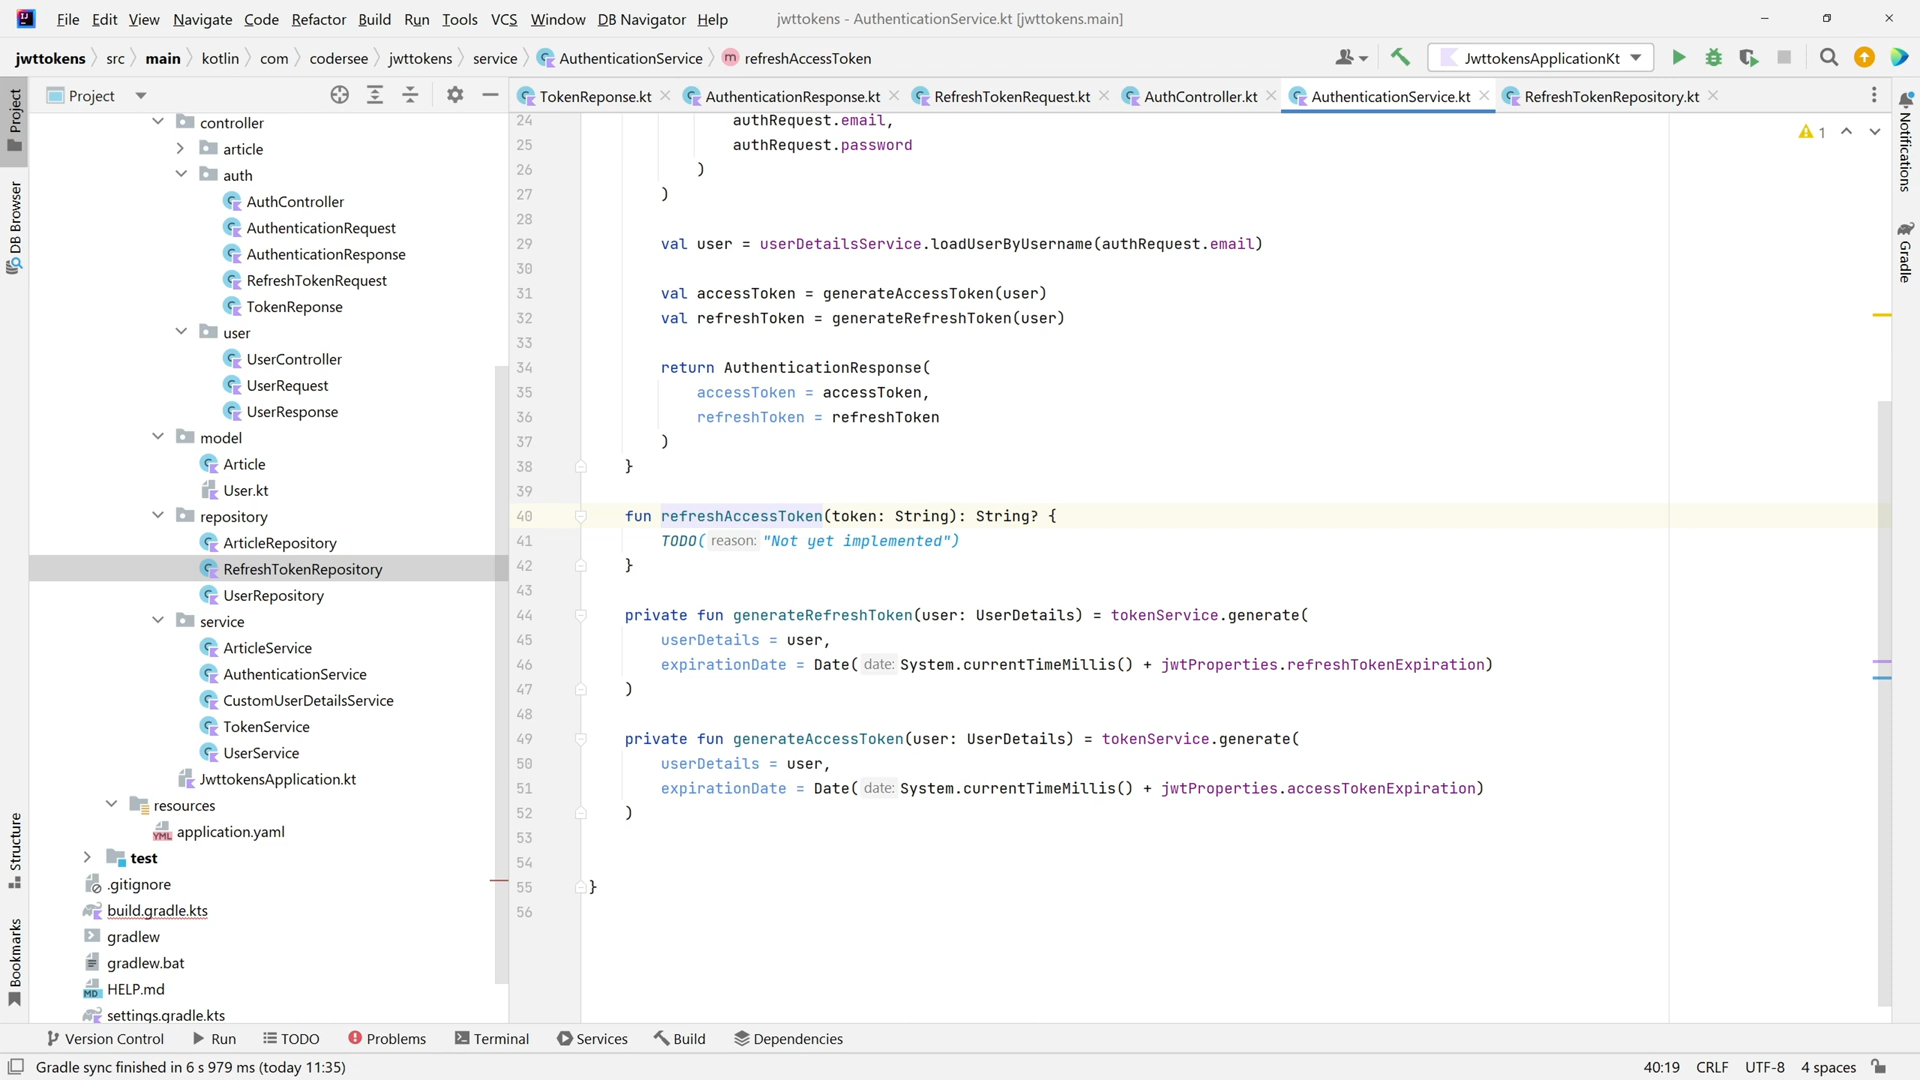 File Edit View Navigate Code Refactor Build Run Tools VCS Window DB Navigator Help jwttokens - AuthenticationService.kt [jwttokens.main]
jwttokens src main kotlin com codersee jwttokens service AuthenticationService m refreshAccessToken JwttokensApplicationKt
Project
TokenReponse.kt AuthenticationResponse.kt RefreshTokenRequest.kt AuthController.kt AuthenticationService.kt RefreshTokenRepository.kt
Project
DB Browser
Structure
Bookmarks
controller
article
auth
AuthController
AuthenticationRequest
AuthenticationResponse
RefreshTokenRequest
TokenReponse
user
UserController
UserRequest
UserResponse
model
Article
User.kt
repository
ArticleRepository
RefreshTokenRepository
UserRepository
service
ArticleService
AuthenticationService
CustomUserDetailsService
TokenService
UserService
JwttokensApplication.kt
resources
YML application.yaml
test
.gitignore
build.gradle.kts
gradlew
gradlew.bat
MD HELP.md
settings.gradle.kts
24 authRequest.email,
25 authRequest.password
26 )
27 )
28
29 val user = userDetailsService.loadUserByUsername(authRequest.email)
30
31 val accessToken = generateAccessToken(user)
32 val refreshToken = generateRefreshToken(user)
33
34 return AuthenticationResponse(
35 accessToken = accessToken,
36 refreshToken = refreshToken
37 )
38 }
39
40 fun refreshAccessToken(token: String): String? {
41 TODO( reason: "Not yet implemented")
42 }
43
44 private fun generateRefreshToken(user: UserDetails) = tokenService.generate(
45 userDetails = user,
46 expirationDate = Date( date: System.currentTimeMillis() + jwtProperties.refreshTokenExpiration)
47 )
48
49 private fun generateAccessToken(user: UserDetails) = tokenService.generate(
50 userDetails = user,
51 expirationDate = Date( date: System.currentTimeMillis() + jwtProperties.accessTokenExpiration)
52 )
53
54
55 }
56
1
Notifications
Gradle
Version Control Run TODO Problems Terminal Services Build Dependencies
Gradle sync finished in 6 s 979 ms (today 11:35) 40:19 CRLF UTF-8 4 spaces